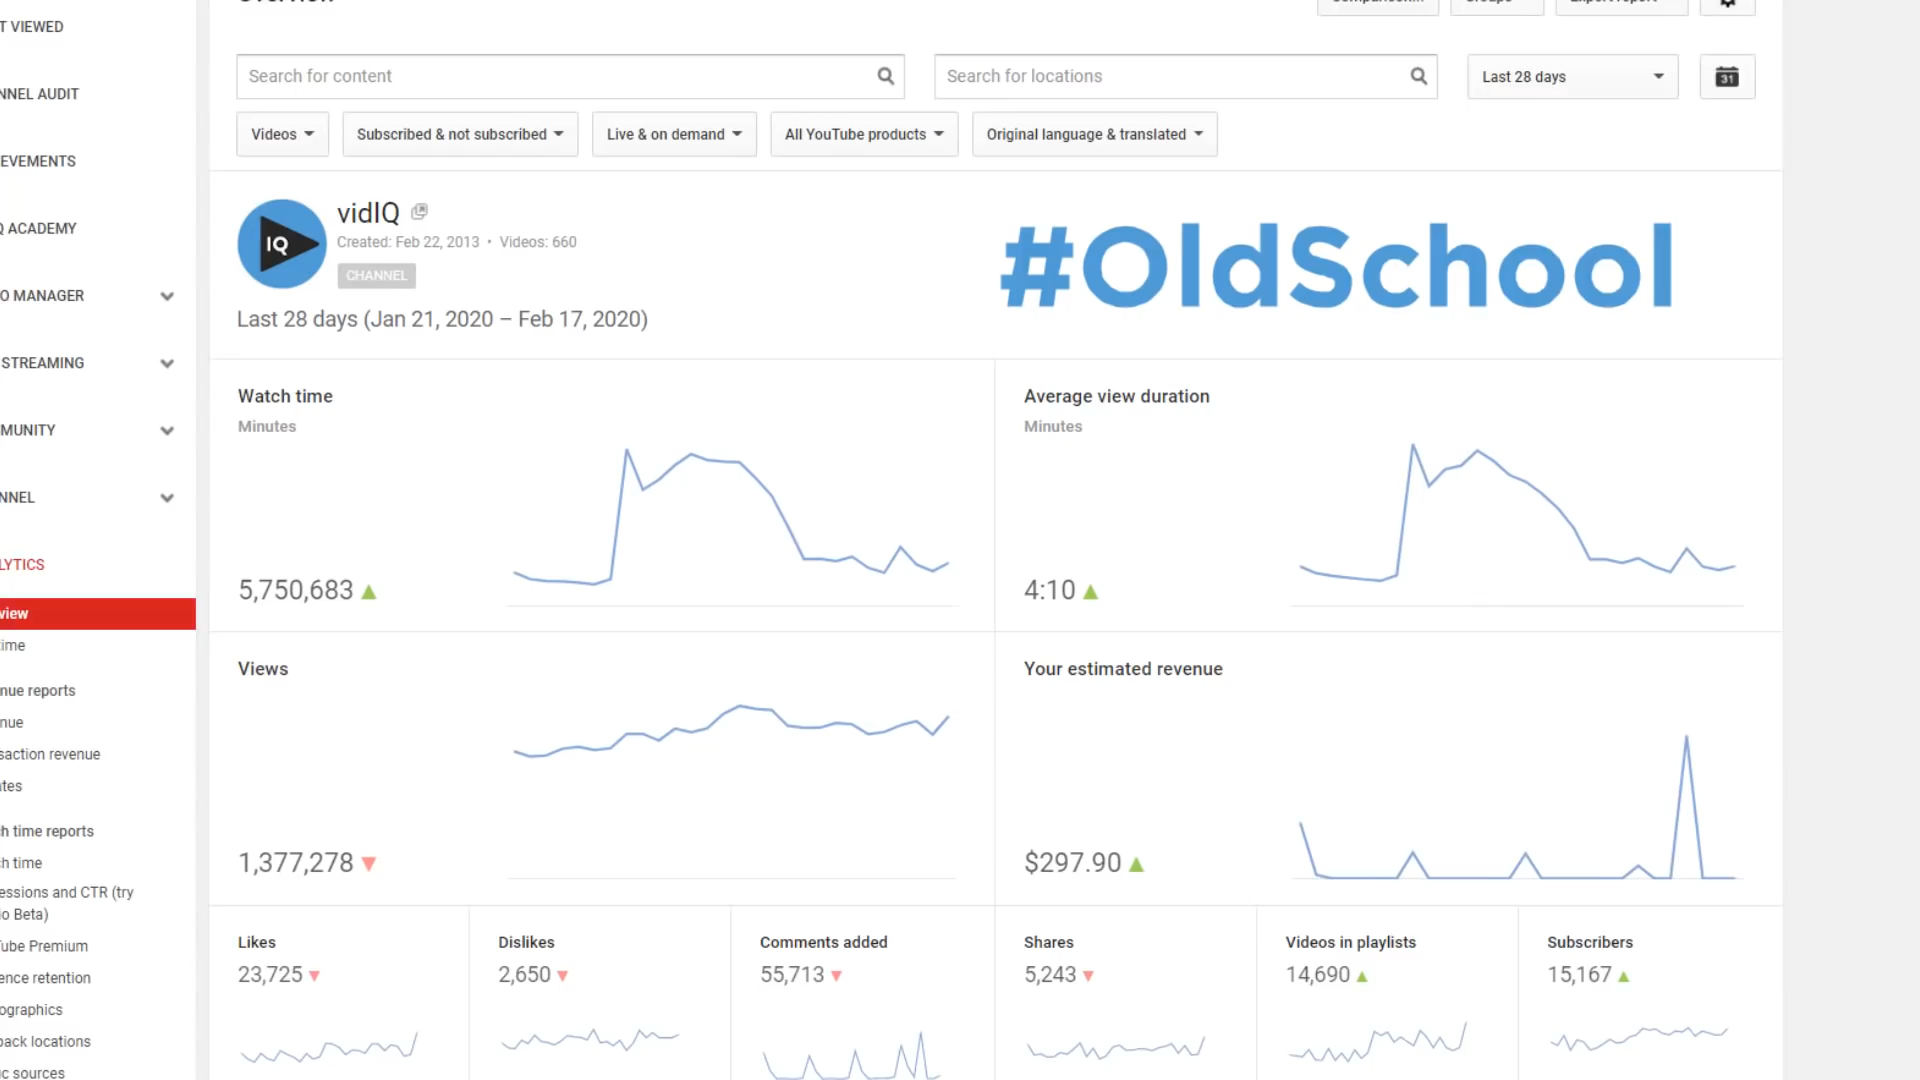 T VIEWED
NNEL AUDIT
EVEMENTS
Q ACADEMY
O MANAGER
STREAMING
MUNITY
NNEL
LYTICS
view
ime
nue reports
nue
saction revenue
ates
h time reports
h time
essions and CTR (try
io Beta)
ube Premium
ence retention
ographics
back locations
c sources
Search for content
Search for locations
Last 28 days
31
Videos
Subscribed & not subscribed
Live & on demand
All YouTube products
Original language & translated
IQ
vidIQ
Created: Feb 22, 2013 • Videos: 660
CHANNEL
Last 28 days (Jan 21, 2020 – Feb 17, 2020)
#OldSchool
Watch time
Minutes
5,750,683
Average view duration
Minutes
4:10
Views
1,377,278
Your estimated revenue
$297.90
Likes
23,725
Dislikes
2,650
Comments added
55,713
Shares
5,243
Videos in playlists
14,690
Subscribers
15,167